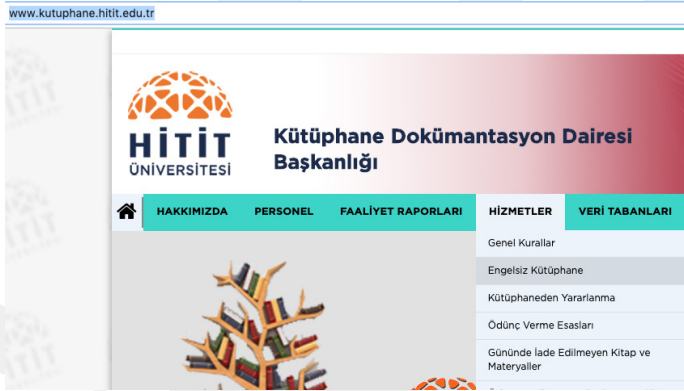 www.kutuphane.hitit.edu.tr
HİTİT
ÜNİVERSİTESİ
Kütüphane Dokümantasyon Dairesi
Başkanlığı
HAKKIMIZDA PERSONEL FAALİYET RAPORLARI HİZMETLER VERİ TABANLARI
Genel Kurallar
Engelsiz Kütüphane
Kütüphaneden Yararlanma
Ödünç Verme Esasları
Gününde İade Edilmeyen Kitap ve
Materyaller